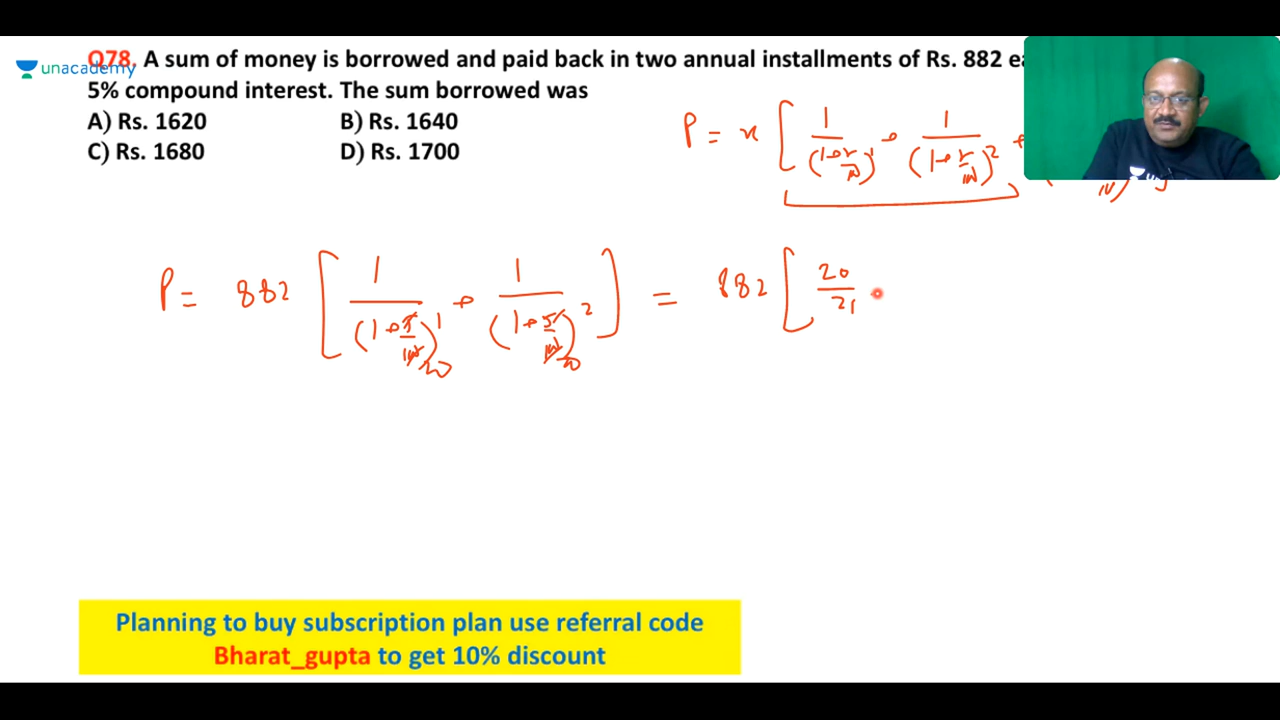 Q78. A sum of money is borrowed and paid back in two annual installments of Rs. 882
unacademy
5% compound interest. The sum borrowed was
A) Rs. 1620 B) Rs. 1640
C) Rs. 1680 D) Rs. 1700
P = x [ 1/(1+r/100)^1 + 1/(1+r/100)^2 +
P = 882 [ 1/(1+5/100)^1 + 1/(1+5/100)^2 ] = 882 [ 20/21
20 20
Planning to buy subscription plan use referral code
Bharat_gupta to get 10% discount